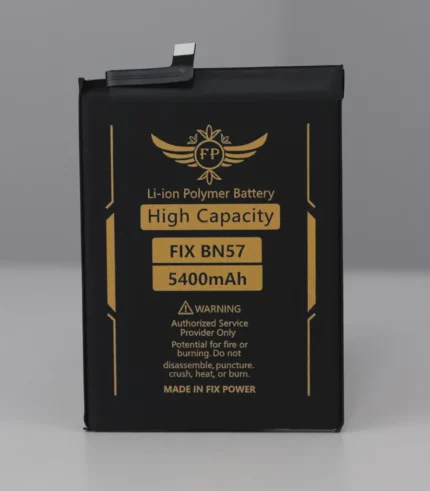 FP
Li-ion Polymer Battery
High Capacity
FIX BN57
5400mAh
WARNING
Authorized Service
Provider Only
Potential for fire or
burning. Do not
disassemble, puncture.
crush, heat, or burn.
MADE IN FIX POWER